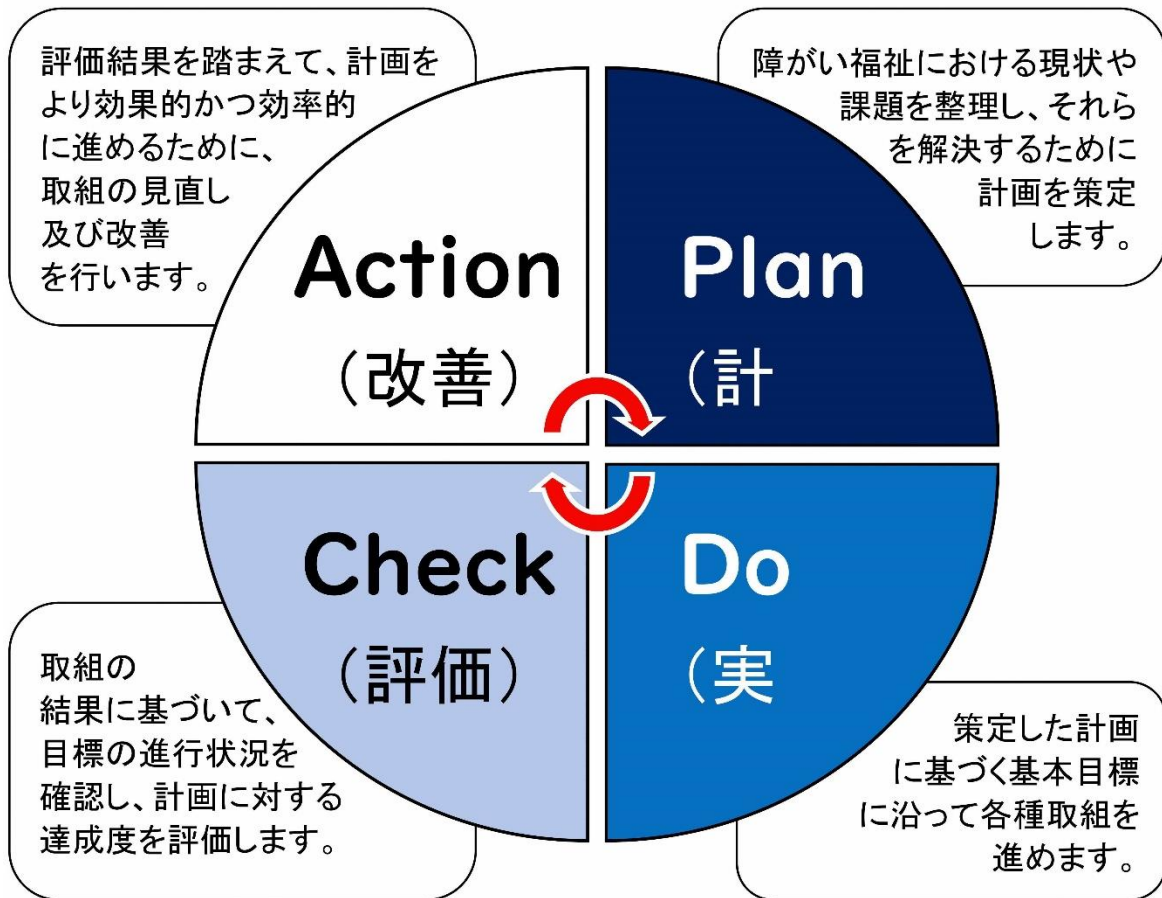 評価結果を踏まえて、計画を
より効果的かつ効率的
に進めるために、
取組の見直し
及び改善
を行います。
障がい福祉における現状や
課題を整理し、それら
を解決するために
計画を策定
します。
Action
（改善）
Plan
（計
Check
（評価）
Do
（実
取組の
結果に基づいて、
目標の進行状況を
確認し、計画に対する
達成度を評価します。
策定した計画
に基づく基本目標
に沿って各種取組を
進めます。